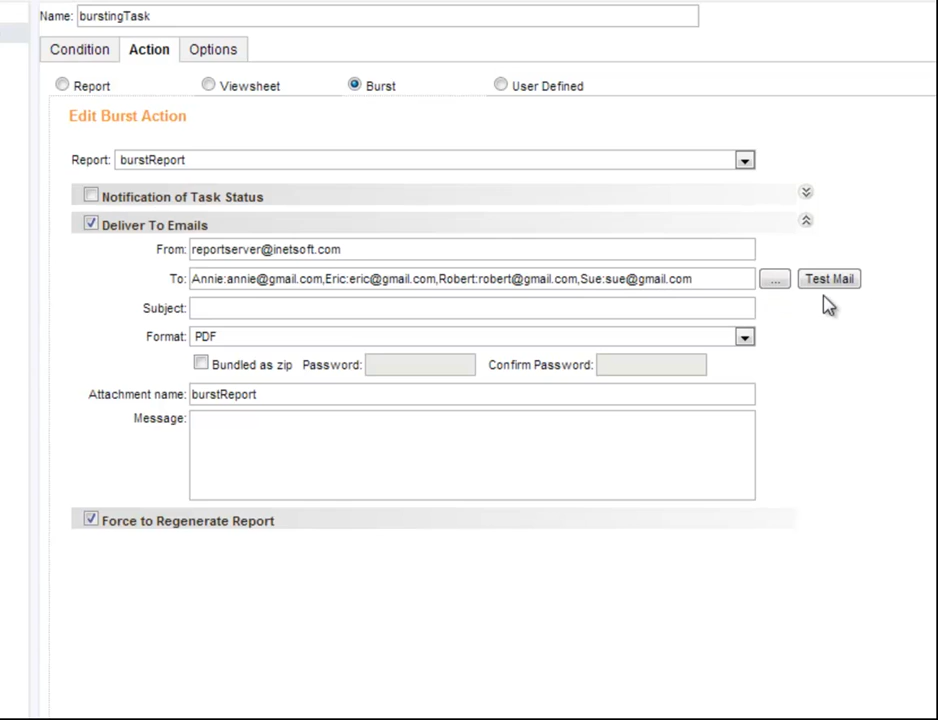 Name: burstingTask
Condition Action Options
Report Viewsheet Burst User Defined
Edit Burst Action
Report: burstReport
Notification of Task Status
Deliver To Emails
From: reportserver@inetsoft.com
To: Annie:annie@gmail.com,Eric:eric@gmail.com,Robert:robert@gmail.com,Sue:sue@gmail.com ... Test Mail
Subject:
Format: PDF
Bundled as zip Password: Confirm Password:
Attachment name: burstReport
Message:
Force to Regenerate Report